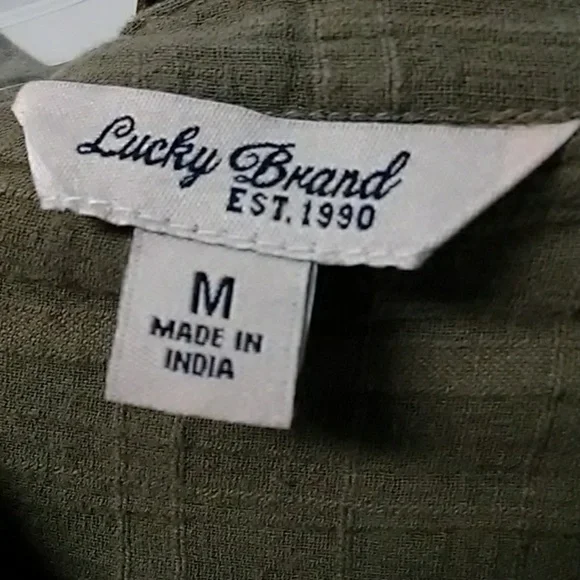 Lucky Brand
EST. 1990
M
MADE IN
INDIA